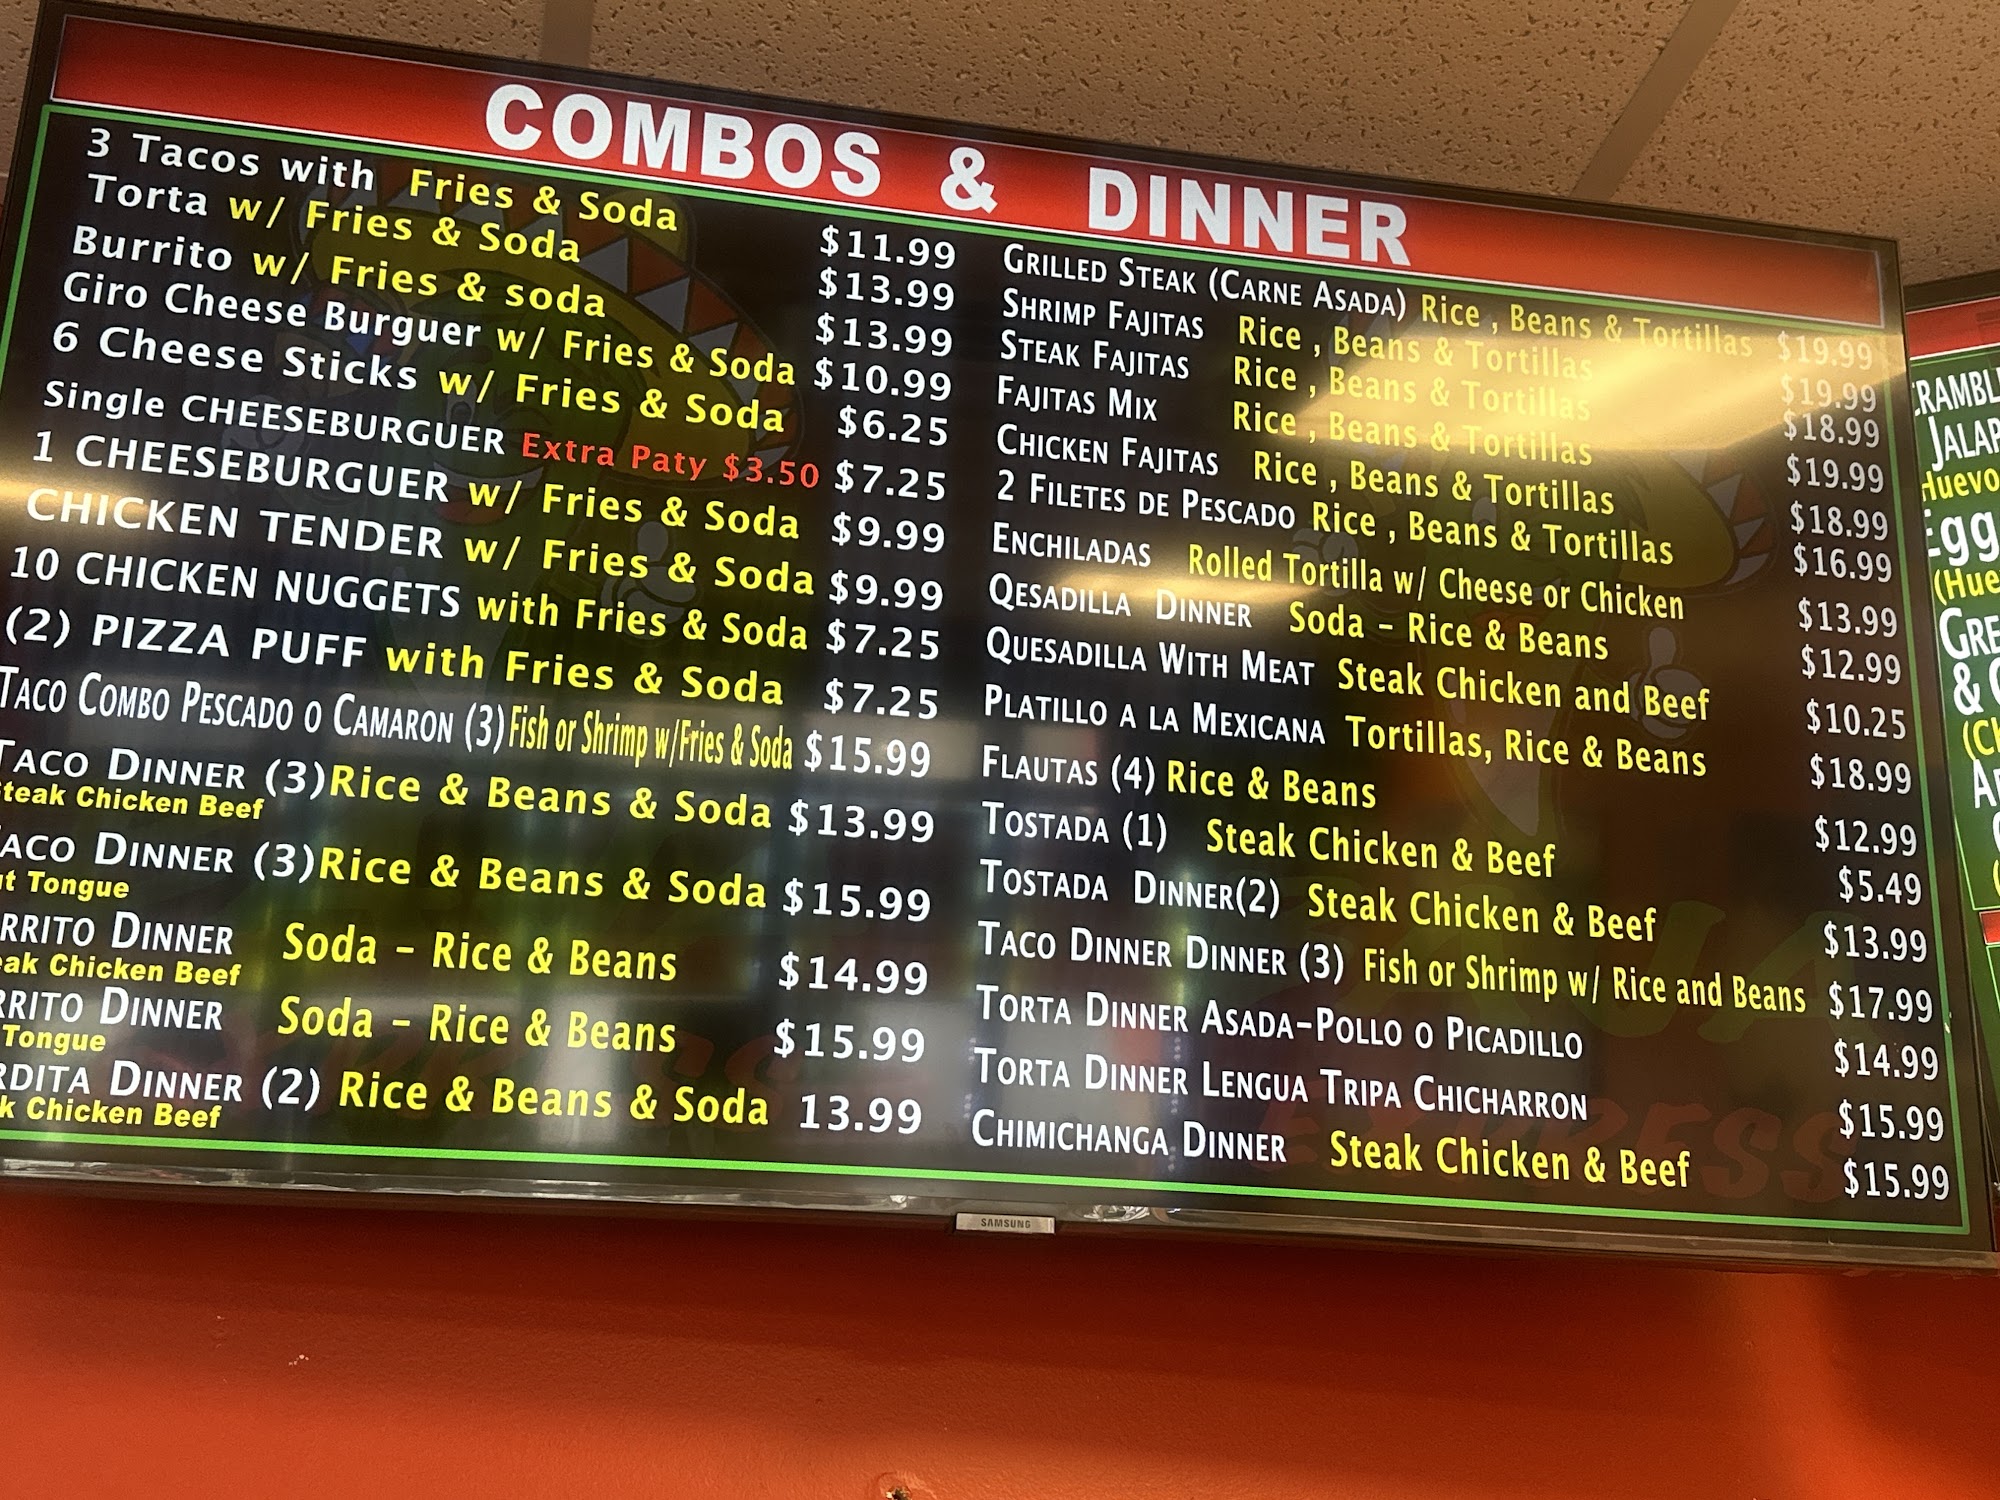 COMBOS & DINNER
3 Tacos with Fries & Soda $11.99
Torta w/ Fries & Soda $13.99
Burrito w/ Fries & soda $13.99
Giro Cheese Burguer w/ Fries & Soda $10.99
6 Cheese Sticks w/ Fries & Soda $6.25
Single CHEESEBURGUER Extra Paty $3.50 $7.25
1 CHEESEBURGUER w/ Fries & Soda $9.99
CHICKEN TENDER w/ Fries & Soda $9.99
10 CHICKEN NUGGETS with Fries & Soda $7.25
(2) PIZZA PUFF with Fries & Soda $7.25
TACO COMBO PESCADO O CAMARON (3) Fish or Shrimp w/Fries & Soda $15.99
TACO DINNER (3) Rice & Beans & Soda $13.99
Chicken Beef
DINNER (3) Rice & Beans & Soda $15.99
Tongue
DINNER Soda - Rice & Beans $14.99
Chicken Beef
DINNER Soda - Rice & Beans $15.99
Tongue
DINNER (2) Rice & Beans & Soda 13.99
Chicken Beef
GRILLED STEAK (CARNE ASADA) Rice , Beans & Tortillas $19.99
SHRIMP FAJITAS Rice , Beans & Tortillas $19.99
STEAK FAJITAS Rice , Beans & Tortillas $18.99
FAJITAS MIX Rice , Beans & Tortillas $19.99
CHICKEN FAJITAS Rice , Beans & Tortillas $18.99
2 FILETES DE PESCADO Rice , Beans & Tortillas $16.99
ENCHILADAS Rolled Tortilla w/ Cheese or Chicken $13.99
QESADILLA DINNER Soda - Rice & Beans $12.99
QUESADILLA WITH MEAT Steak Chicken and Beef $10.25
PLATILLO A LA MEXICANA Tortillas, Rice & Beans $18.99
FLAUTAS (4) Rice & Beans $12.99
TOSTADA (1) Steak Chicken & Beef $5.49
TOSTADA DINNER(2) Steak Chicken & Beef $13.99
TACO DINNER DINNER (3) Fish or Shrimp w/ Rice and Beans $17.99
TORTA DINNER ASADA-POLLO O PICADILLO $14.99
TORTA DINNER LENGUA TRIPA CHICHARRON $15.99
CHIMICHANGA DINNER Steak Chicken & Beef $15.99
SAMSUNG